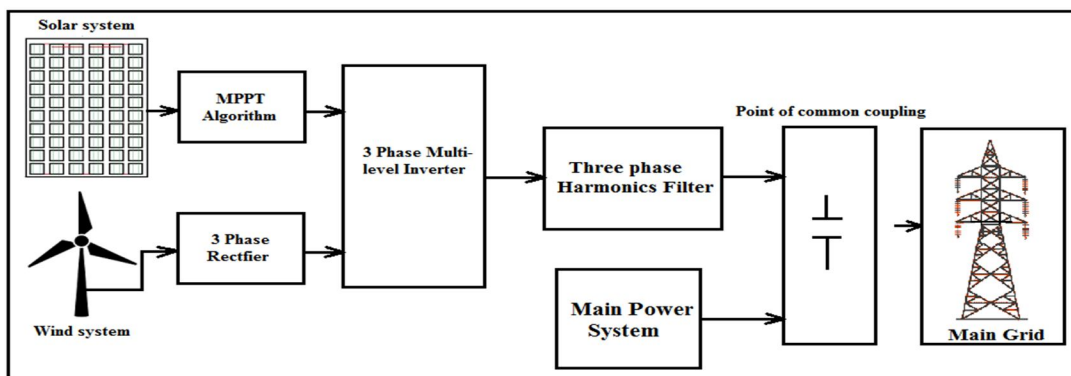 Solar system
MPPT
Algorithm
3 Phase Multi-
level Inverter
3 Phase
Rectfier
Wind system
Three phase
Harmonics Filter
Main Power
System
Point of common coupling
Main Grid